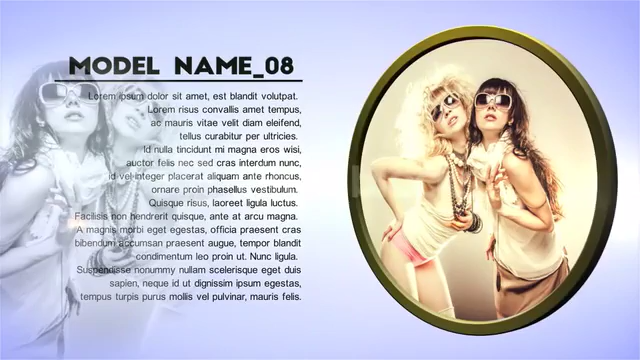 MODEL NAME_08
Lorem ipsum dolor sit amet, est blandit volutpat.
Lorem risus convallis amet tempus,
ac mauris vitae velit diam eleifend,
tellus curabitur per ultricies.
Id nulla tincidunt mi magna eros wisi,
auctor felis nec sed cras interdum nunc,
id vel integer placerat aliquam ante rhoncus,
ornare proin phasellus vestibulum.
Quisque risus, laoreet ligula luctus.
Facilisis non hendrerit quisque, ante at arcu magna.
A magnis morbi eget egestas, officia praesent cras
bibendum accumsan praesent augue, tempor blandit
condimentum leo proin ut. Nunc ligula.
Suspendisse nonummy nullam scelerisque eget duis
sapien, neque id ut dignissim ipsum egestas,
tempus turpis purus mollis vel pulvinar, mauris felis.